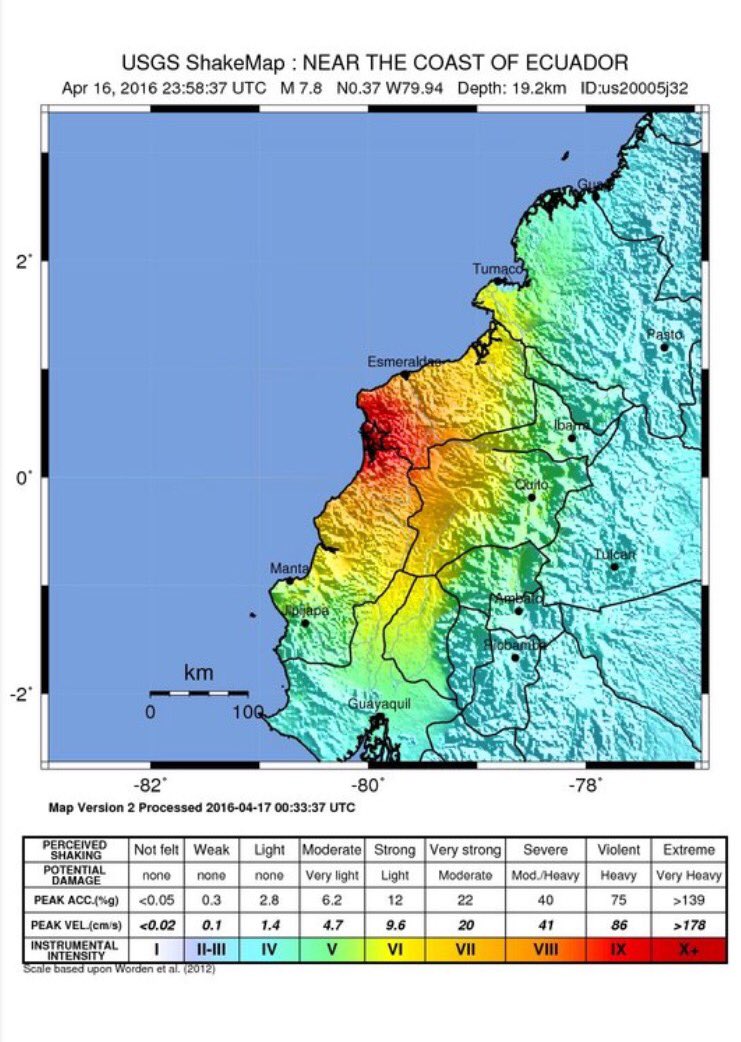 USGS ShakeMap : NEAR THE COAST OF ECUADOR
Apr 16, 2016 23:58:37 UTC M 7.8 N0.37 W79.94 Depth: 19.2km ID:us20005j32
2˚
0˚
-2˚
Tumaco
Pasto
Esmeraldas
Ibarra
Quito
Tulcan
Manta
Jipijapa
Ambato
Riobamba
Guayaquil
km
0 100
-82˚ -80˚ -78˚
Map Version 2 Processed 2016-04-17 00:33:37 UTC
PERCEIVED SHAKING Not felt Weak Light Moderate Strong Very strong Severe Violent Extreme
POTENTIAL DAMAGE none none none Very light Light Moderate Mod./Heavy Heavy Very Heavy
PEAK ACC.(%g) <0.05 0.3 2.8 6.2 12 22 40 75 >139
PEAK VEL.(cm/s) <0.02 0.1 1.4 4.7 9.6 20 41 86 >178
INSTRUMENTAL INTENSITY I II-III IV V VI VII VIII IX X+
Scale based upon Worden et al. (2012)